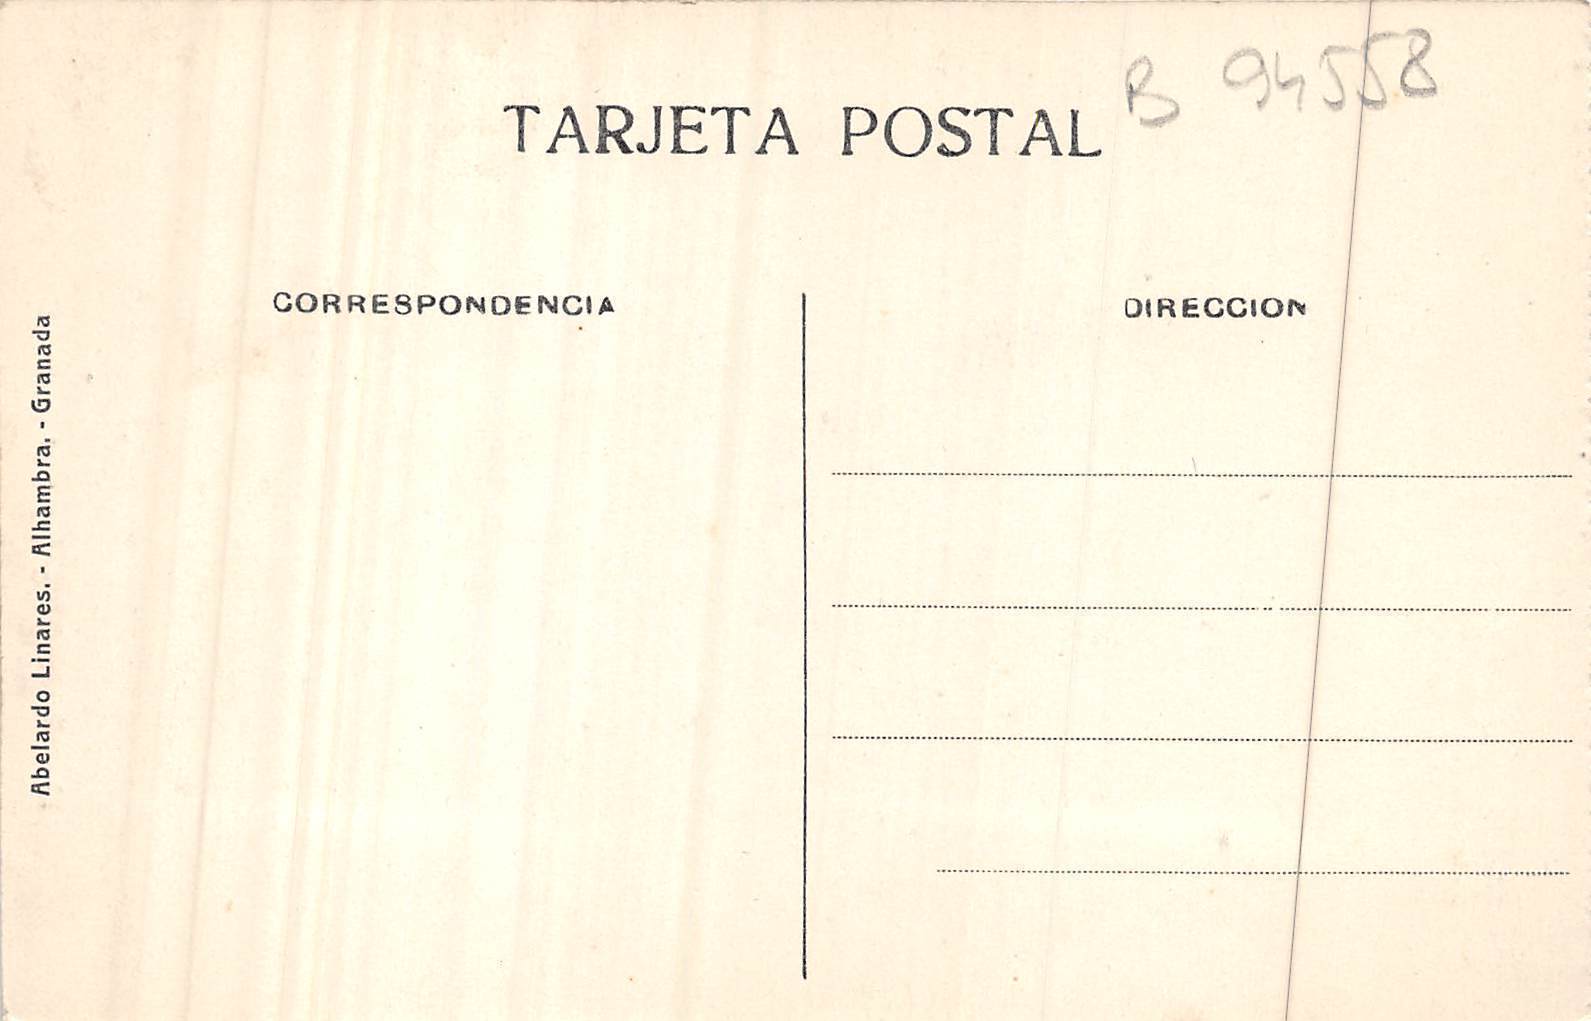 B 94558
TARJETA POSTAL
CORRESPONDENCIA
DIRECCION
Abelardo Linares. - Alhambra. - Granada